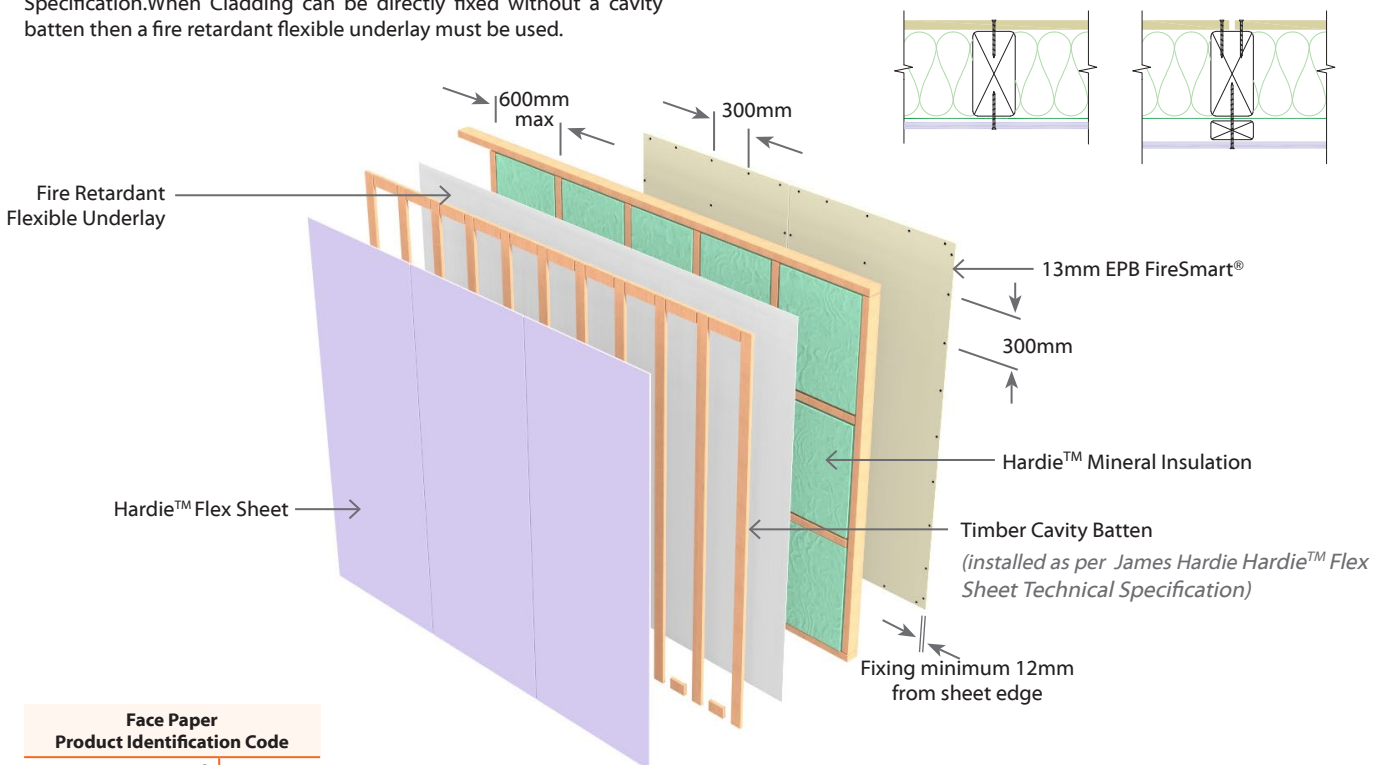 Specification.When Cladding can be directly fixed without a cavity
batten then a fire retardant flexible underlay must be used.
600mm
max
300mm
Fire Retardant
Flexible Underlay
13mm EPB FireSmart®
300mm
Hardie™ Mineral Insulation
Hardie™ Flex Sheet
Timber Cavity Batten
(installed as per James Hardie Hardie™ Flex
Sheet Technical Specification)
Fixing minimum 12mm
from sheet edge
Face Paper
Product Identification Code